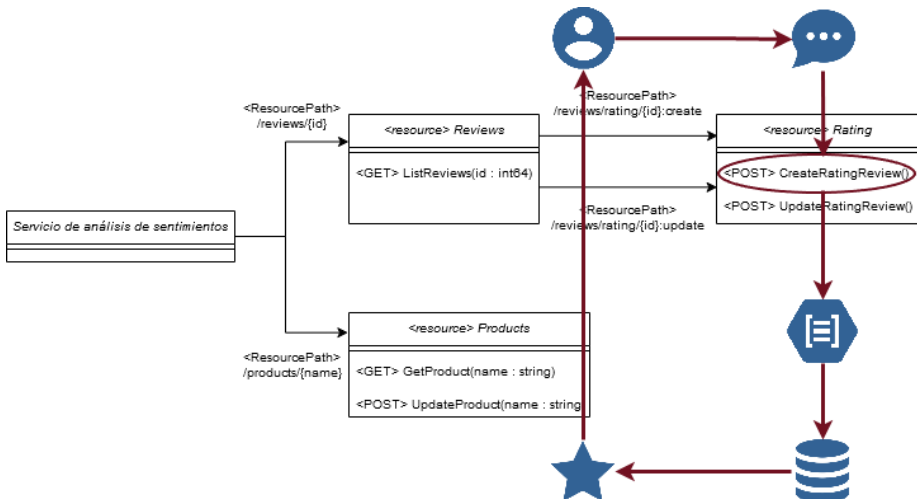 <ResourcePath>
/reviews/{id}
<resource> Reviews
<GET> ListReviews(id : int64)
<ResourcePath>
/reviews/rating/{id}:create
<ResourcePath>
/reviews/rating/{id}:update
<resource> Rating
<POST> CreateRatingReview()
<POST> UpdateRatingReview()
Servicio de análisis de sentimientos
<ResourcePath>
/products/{name}
<resource> Products
<GET> GetProduct(name : string)
<POST> UpdateProduct(name : string